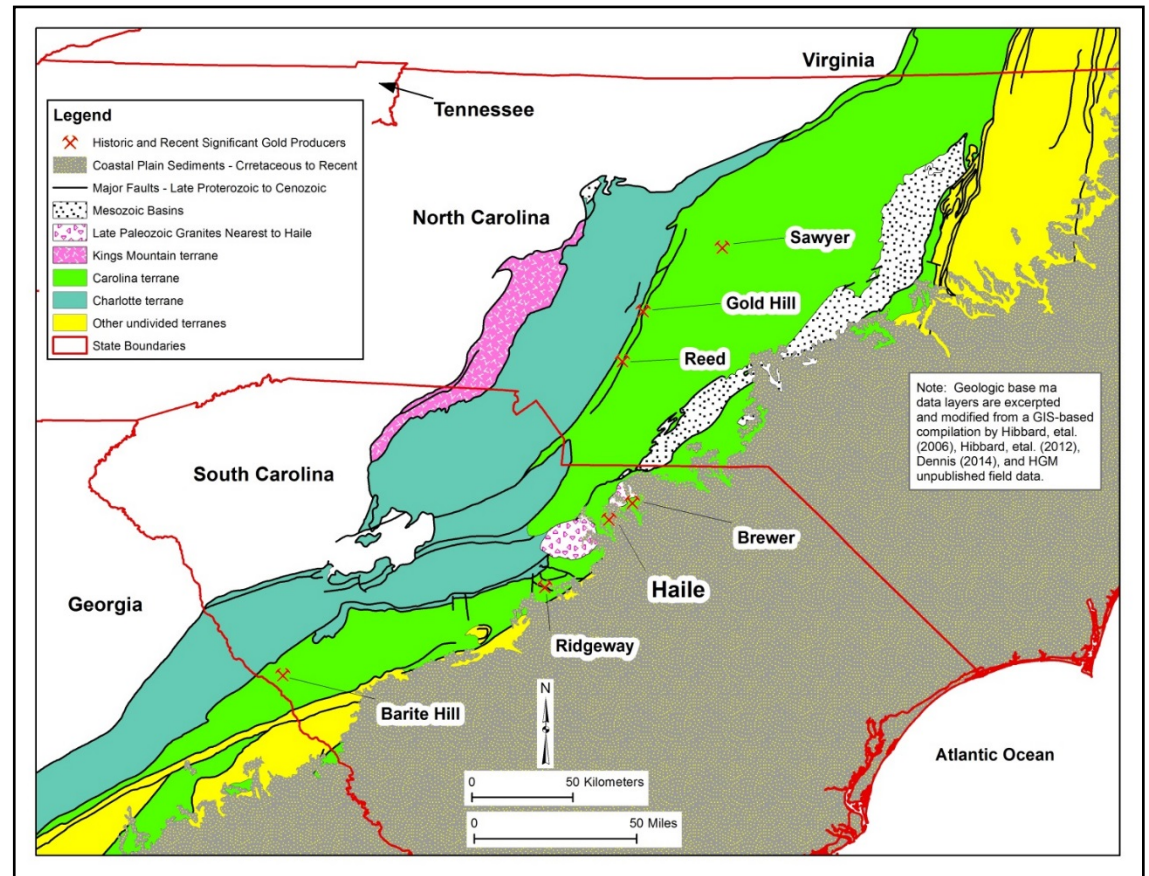 Virginia
Tennessee
Legend
Historic and Recent Significant Gold Producers
Coastal Plain Sediments - Crretaceous to Recent
Major Faults - Late Proterozoic to Cenozoic
Mesozoic Basins
Late Paleozoic Granites Nearest to Haile
Kings Mountain terrane
Carolina terrane
Charlotte terrane
Other undivided terranes
State Boundaries
North Carolina
Sawyer
Gold Hill
Reed
Note: Geologic base ma
data layers are excerpted
and modified from a GIS-based
compilation by Hibbard, etal.
(2006), Hibbard, etal. (2012),
Dennis (2014), and HGM
unpublished field data.
South Carolina
Brewer
Haile
Georgia
Ridgeway
Barite Hill
N
Atlantic Ocean
0 50 Kilometers
0 50 Miles